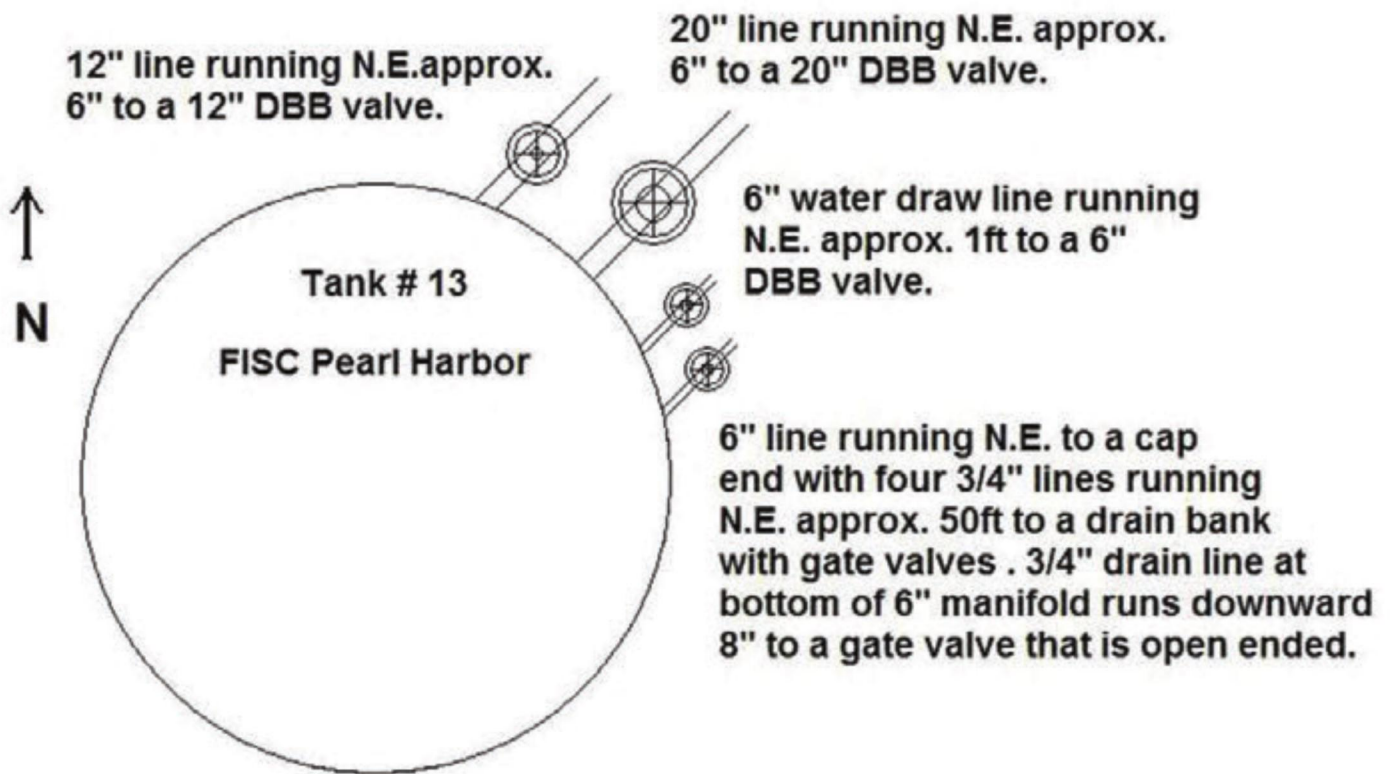 12" line running N.E.approx.
6" to a 12" DBB valve.
20" line running N.E. approx.
6" to a 20" DBB valve.
6" water draw line running
N.E. approx. 1ft to a 6"
DBB valve.
N
Tank # 13
FISC Pearl Harbor
6" line running N.E. to a cap
end with four 3/4" lines running
N.E. approx. 50ft to a drain bank
with gate valves . 3/4" drain line at
bottom of 6" manifold runs downward
8" to a gate valve that is open ended.